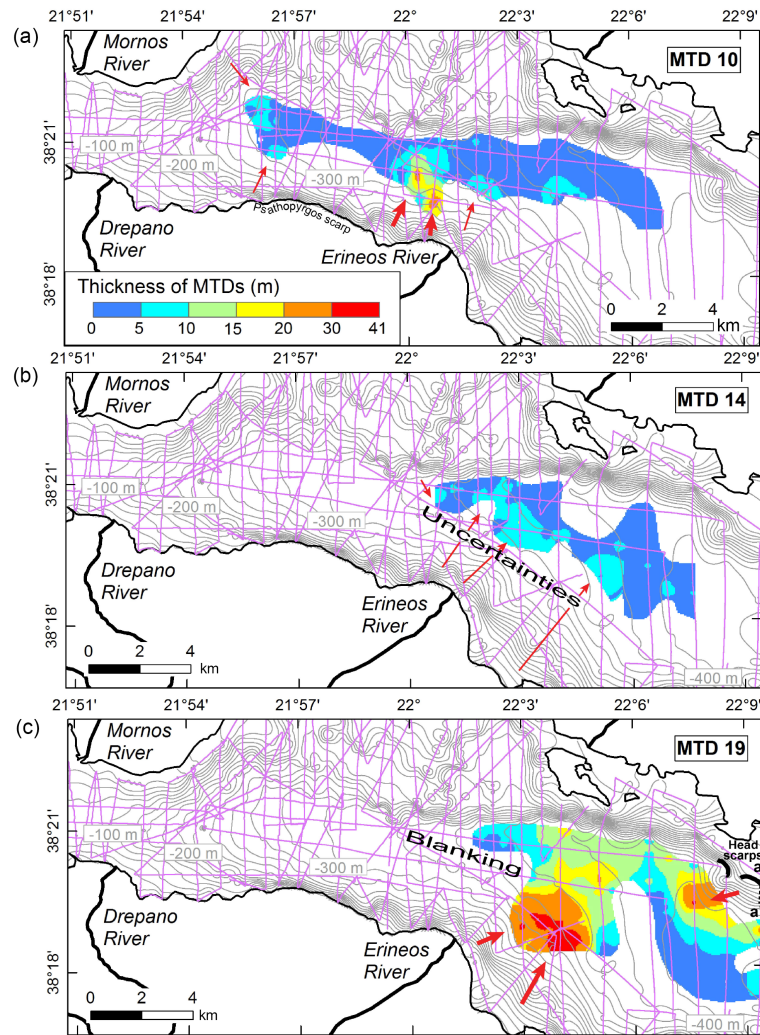 21°51' 21°54' 21°57' 22° 22°3' 22°6' 22°9'
(a)
Mornos
River
MTD 10
38°21'
-100 m
-200 m
-300 m
Psathopyrgos scarp
Drepano
River
Erineos River
38°18'
Thickness of MTDs (m)
0 5 10 15 20 30 41
0 2 4
km
21°51' 21°54' 21°57' 22° 22°3' 22°6' 22°9'
(b)
Mornos
River
MTD 14
38°21'
-100 m
-200 m
-300 m
Uncertainties
Drepano
River
Erineos
River
38°18'
0 2 4
km
-400 m
21°51' 21°54' 21°57' 22° 22°3' 22°6' 22°9'
(c)
Mornos
River
MTD 19
38°21'
-100 m
Blanking
Head
scarps
a
-200 m
-300 m
a
Drepano
River
Erineos
River
38°18'
0 2 4
km
-400 m